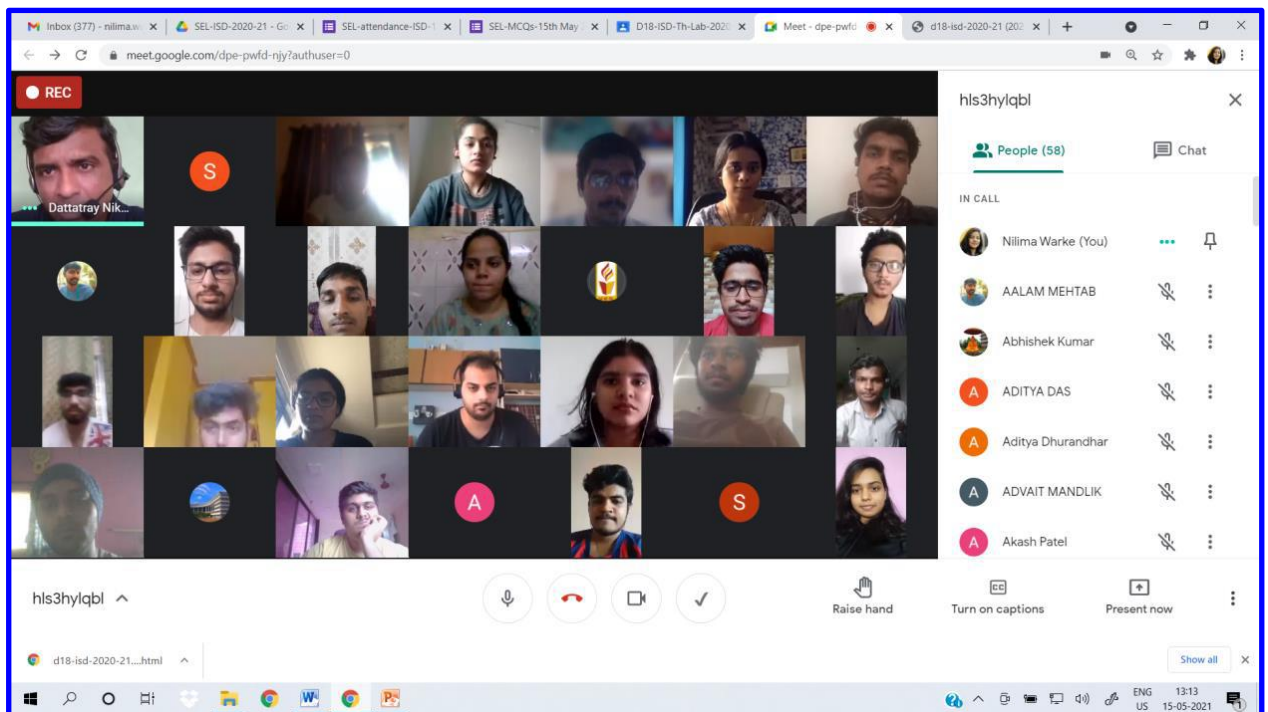 Inbox (377) - nilima.w
SEL-ISD-2020-21 - Go
SEL-attendance-ISD-1
SEL-MCQs-15th May
D18-ISD-Th-Lab-2020
Meet - dpe-pwfd
d18-isd-2020-21 (202
meet.google.com/dpe-pwfd-njy?authuser=0
REC
hls3hylqbl
People (58)
Chat
S
Dattatray Nik...
IN CALL
Nilima Warke (You)
AALAM MEHTAB
Abhishek Kumar
A
ADITYA DAS
A
Aditya Dhurandhar
A
ADVAIT MANDLIK
A
S
A
Akash Patel
hls3hylqbl
Raise hand
CC
Turn on captions
Present now
d18-isd-2020-21....html
Show all
ENG
US
13:13
15-05-2021